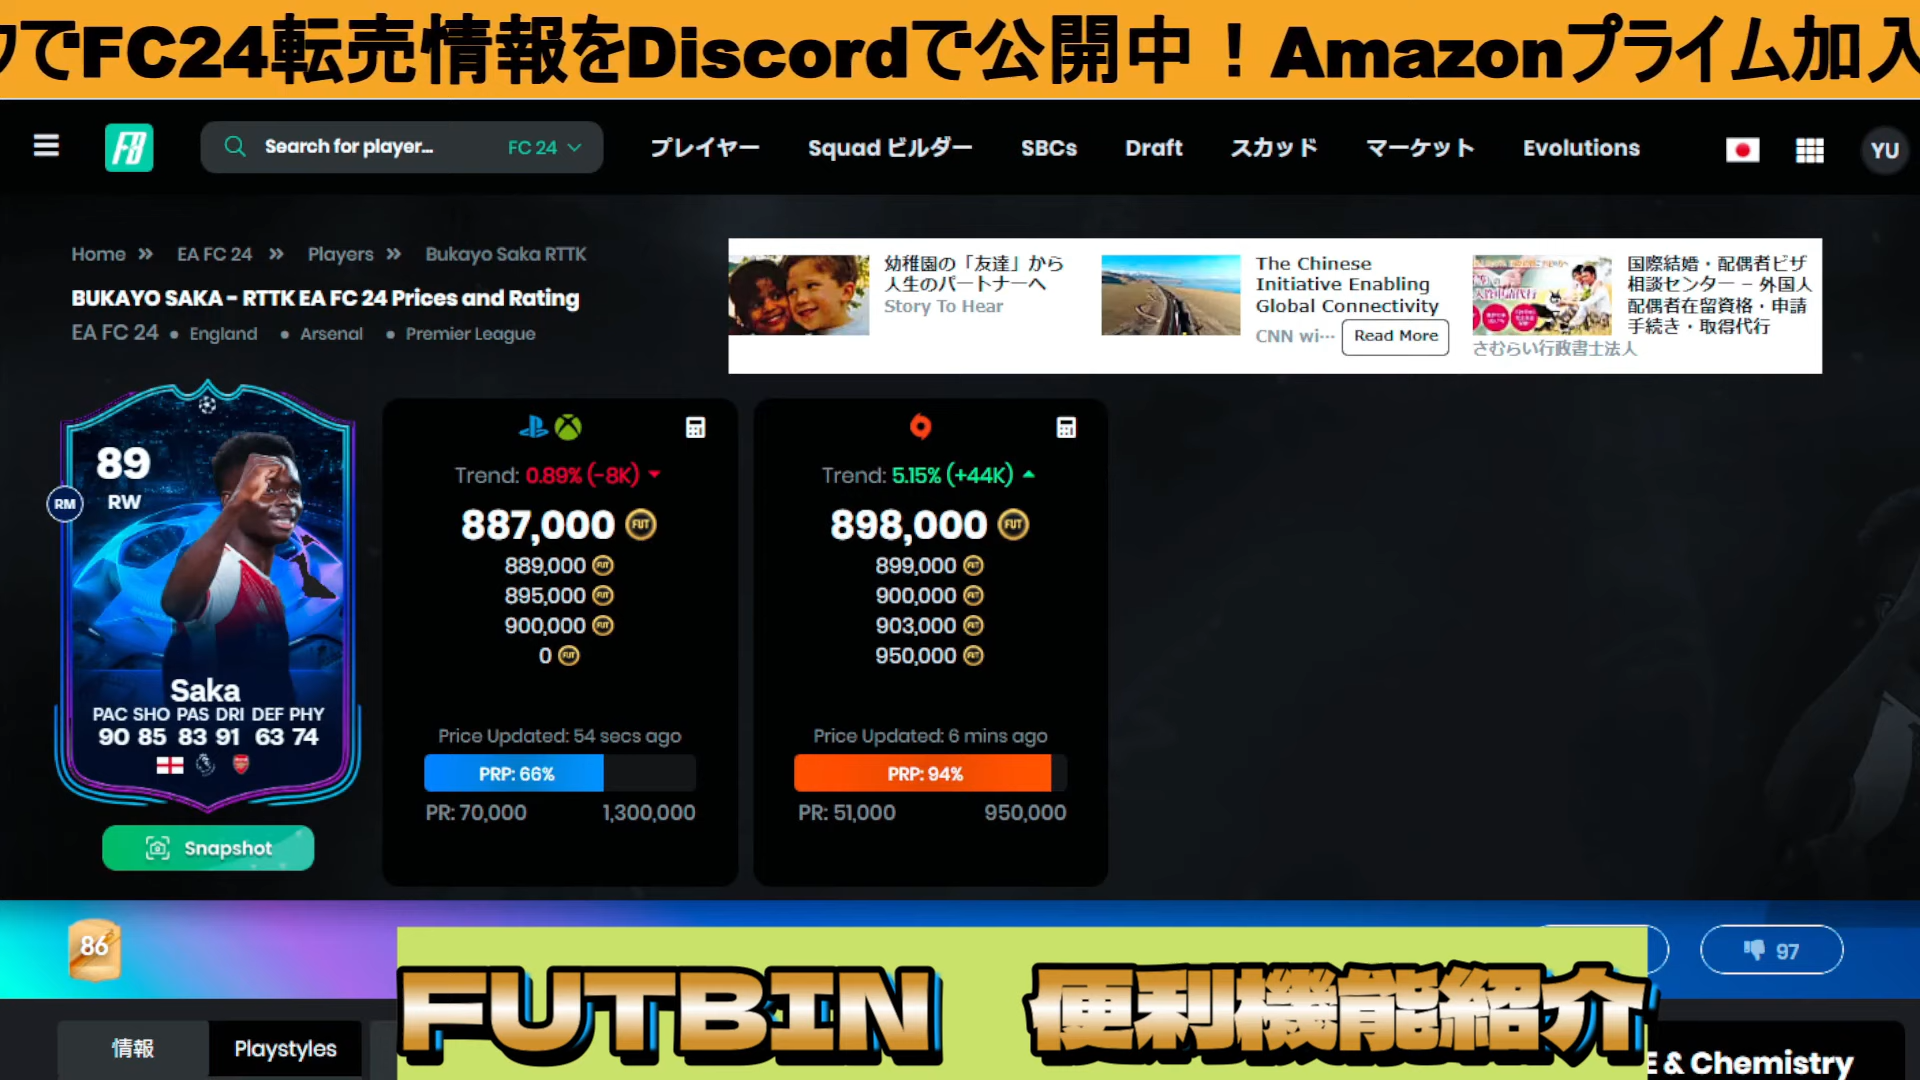 でFC24転売情報をDiscordで公開中！Amazonプライム加入
Search for player...
FC 24
プレイヤー
Squad ビルダー
SBCs
Draft
スカッド
マーケット
Evolutions
YU
Home » EA FC 24 » Players » Bukayo Saka RTTK
BUKAYO SAKA - RTTK EA FC 24 Prices and Rating
EA FC 24 • England • Arsenal • Premier League
幼稚園の「友達」から
人生のパートナーへ
Story To Hear
The Chinese
Initiative Enabling
Global Connectivity
CNN wi…
Read More
国際結婚・配偶者ビザ
相談センター – 外国人
配偶者在留資格・申請
手続き・取得代行
さむらい行政書士法人
89
RW
RM
Saka
PAC SHO PAS DRI DEF PHY
90 85 83 91 63 74
Snapshot
Trend: 0.89% (-8K)
887,000
889,000
895,000
900,000
0
Price Updated: 54 secs ago
PRP: 66%
PR: 70,000
1,300,000
Trend: 5.15% (+44K)
898,000
899,000
900,000
903,000
950,000
Price Updated: 6 mins ago
PRP: 94%
PR: 51,000
950,000
86
97
FUTBIN 便利機能紹介
情報
Playstyles
& Chemistry